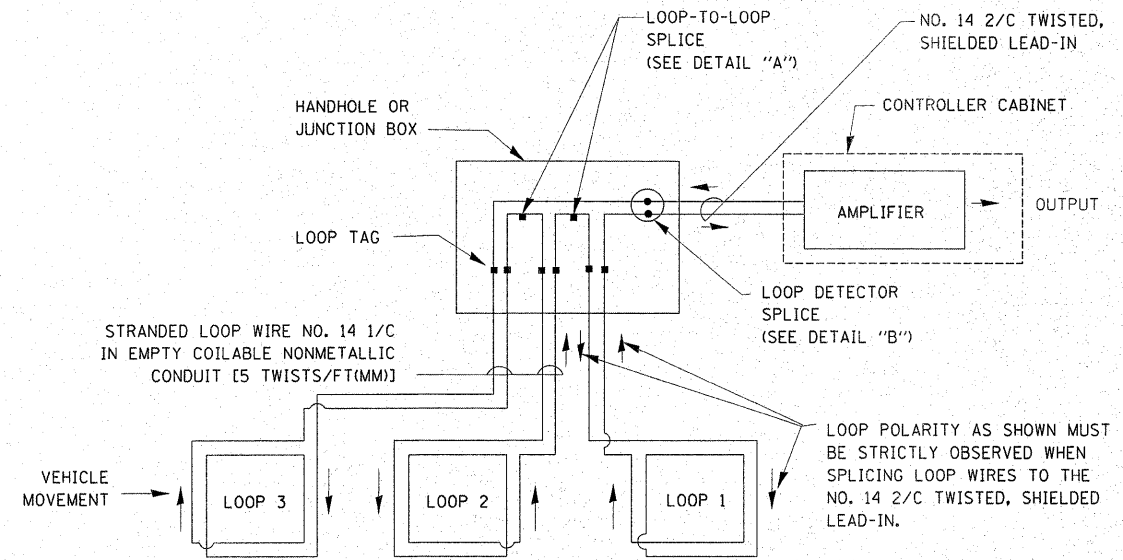 LOOP-TO-LOOP
SPLICE
(SEE DETAIL "A")
NO. 14 2/C TWISTED,
SHIELDED LEAD-IN
HANDHOLE OR
JUNCTION BOX
CONTROLLER CABINET
AMPLIFIER
OUTPUT
LOOP TAG
LOOP DETECTOR
SPLICE
(SEE DETAIL "B")
STRANDED LOOP WIRE NO. 14 1/C
IN EMPTY COILABLE NONMETALLIC
CONDUIT [5 TWISTS/FT(MM)]
LOOP POLARITY AS SHOWN MUST
BE STRICTLY OBSERVED WHEN
SPLICING LOOP WIRES TO THE
NO. 14 2/C TWISTED, SHIELDED
LEAD-IN.
VEHICLE
MOVEMENT
LOOP 3
LOOP 2
LOOP 1